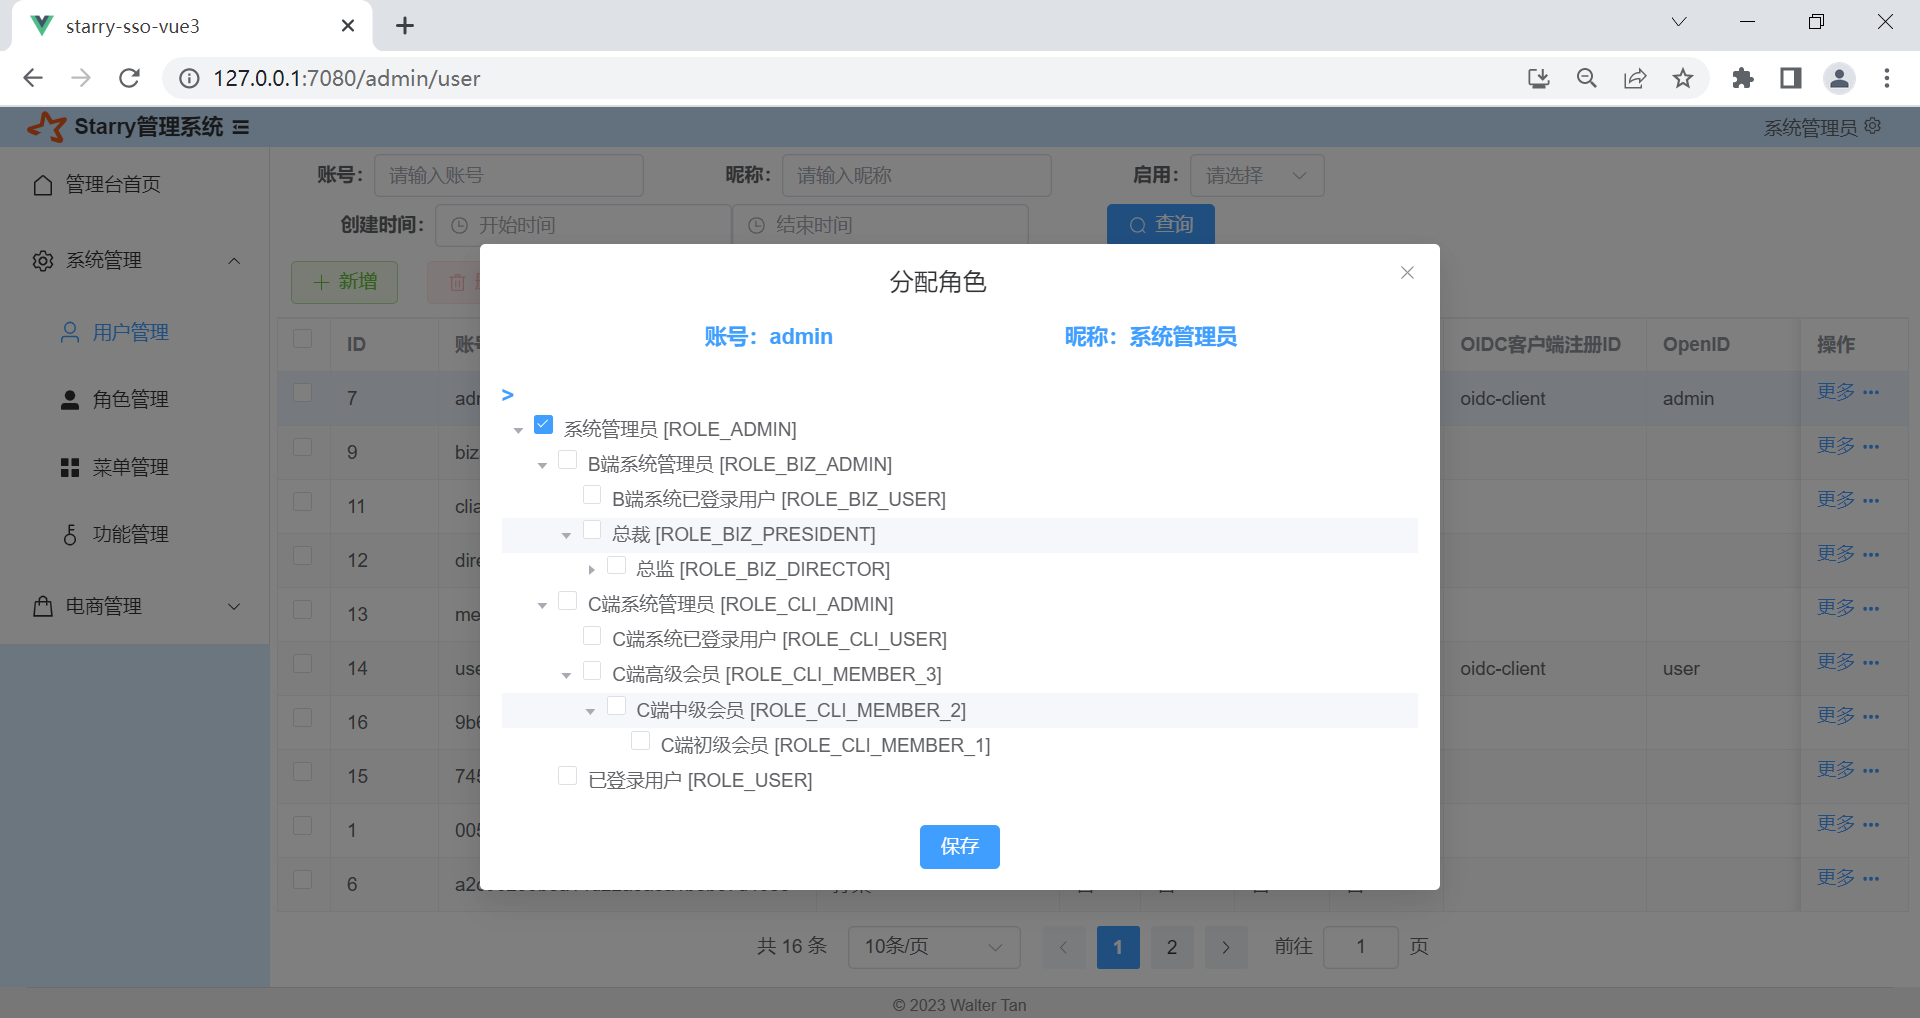 starry-sso-vue3
127.0.0.1:7080/admin/user
Starry管理系统
系统管理员
管理台首页
系统管理
用户管理
角色管理
菜单管理
功能管理
电商管理
账号： 请输入账号 昵称： 请输入昵称 启用： 请选择
创建时间： 开始时间 结束时间 查询
新增
分配角色
账号：admin 昵称：系统管理员
>
系统管理员 [ROLE_ADMIN]
B端系统管理员 [ROLE_BIZ_ADMIN]
B端系统已登录用户 [ROLE_BIZ_USER]
总裁 [ROLE_BIZ_PRESIDENT]
总监 [ROLE_BIZ_DIRECTOR]
C端系统管理员 [ROLE_CLI_ADMIN]
C端系统已登录用户 [ROLE_CLI_USER]
C端高级会员 [ROLE_CLI_MEMBER_3]
C端中级会员 [ROLE_CLI_MEMBER_2]
C端初级会员 [ROLE_CLI_MEMBER_1]
已登录用户 [ROLE_USER]
保存
ID OIDC客户端注册ID OpenID 操作
7 oidc-client admin 更多
9 更多
11 更多
12 更多
13 更多
14 oidc-client user 更多
16 更多
15 更多
1 更多
6 更多
共 16 条 10条/页 < 1 2 > 前往 1 页
© 2023 Walter Tan